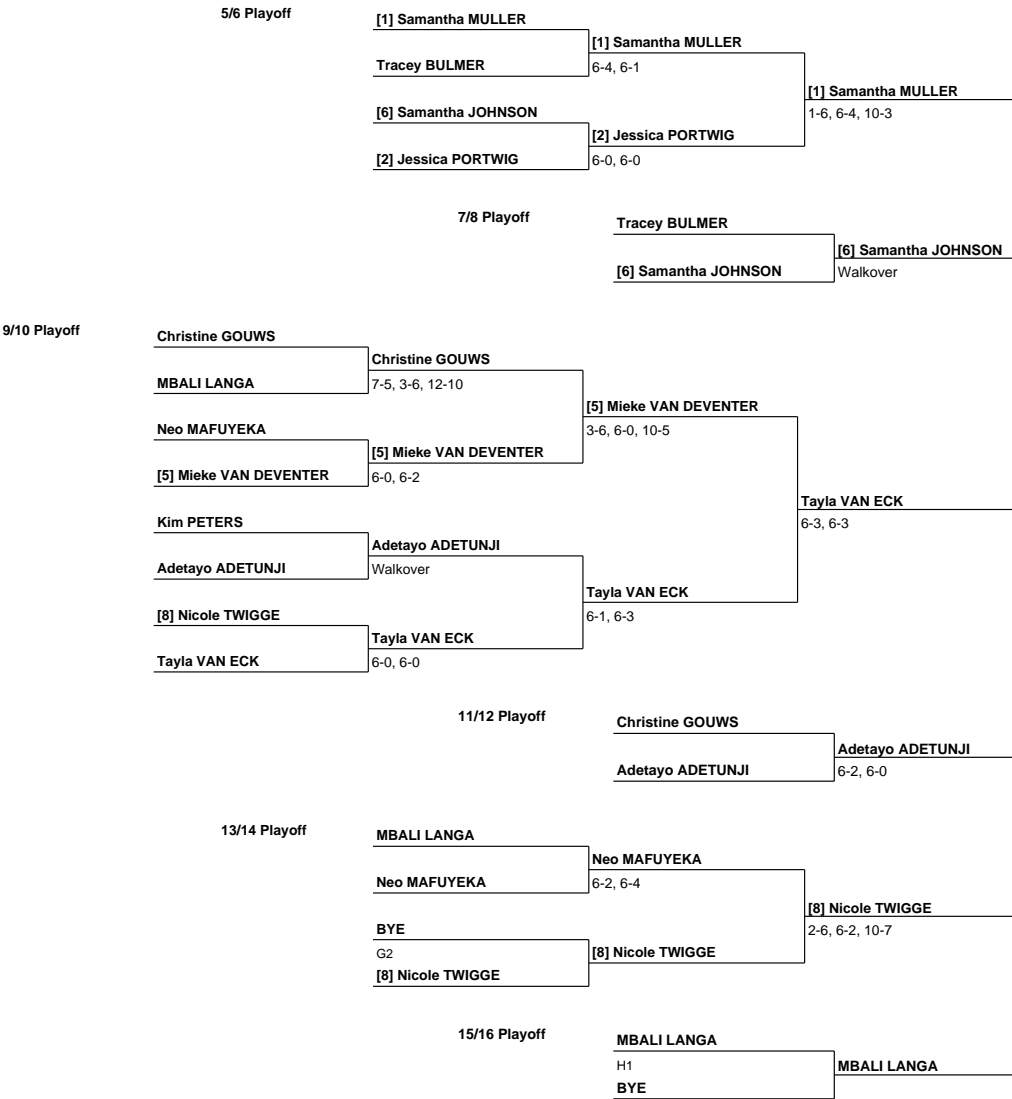 5/6 Playoff
[1] Samantha MULLER
[1] Samantha MULLER
Tracey BULMER
6-4, 6-1
[1] Samantha MULLER
[6] Samantha JOHNSON
1-6, 6-4, 10-3
[2] Jessica PORTWIG
[2] Jessica PORTWIG
6-0, 6-0
7/8 Playoff
Tracey BULMER
[6] Samantha JOHNSON
[6] Samantha JOHNSON
Walkover
9/10 Playoff
Christine GOUWS
Christine GOUWS
MBALI LANGA
7-5, 3-6, 12-10
[5] Mieke VAN DEVENTER
Neo MAFUYEKA
3-6, 6-0, 10-5
[5] Mieke VAN DEVENTER
[5] Mieke VAN DEVENTER
6-0, 6-2
Tayla VAN ECK
Kim PETERS
6-3, 6-3
Adetayo ADETUNJI
Adetayo ADETUNJI
Walkover
Tayla VAN ECK
[8] Nicole TWIGGE
6-1, 6-3
Tayla VAN ECK
Tayla VAN ECK
6-0, 6-0
11/12 Playoff
Christine GOUWS
Adetayo ADETUNJI
Adetayo ADETUNJI
6-2, 6-0
13/14 Playoff
MBALI LANGA
Neo MAFUYEKA
Neo MAFUYEKA
6-2, 6-4
[8] Nicole TWIGGE
BYE
2-6, 6-2, 10-7
G2
[8] Nicole TWIGGE
[8] Nicole TWIGGE
15/16 Playoff
MBALI LANGA
H1
MBALI LANGA
BYE